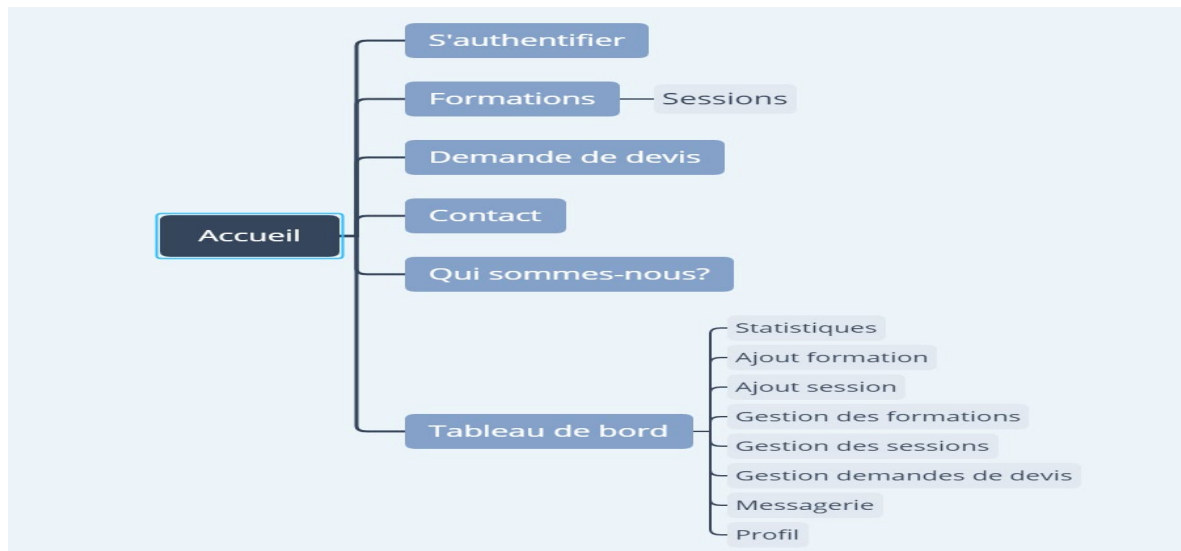 S'authentifier
Formations
Sessions
Demande de devis
Contact
Accueil
Qui sommes-nous?
Statistiques
Ajout formation
Ajout session
Gestion des formations
Tableau de bord
Gestion des sessions
Gestion demandes de devis
Messagerie
Profil